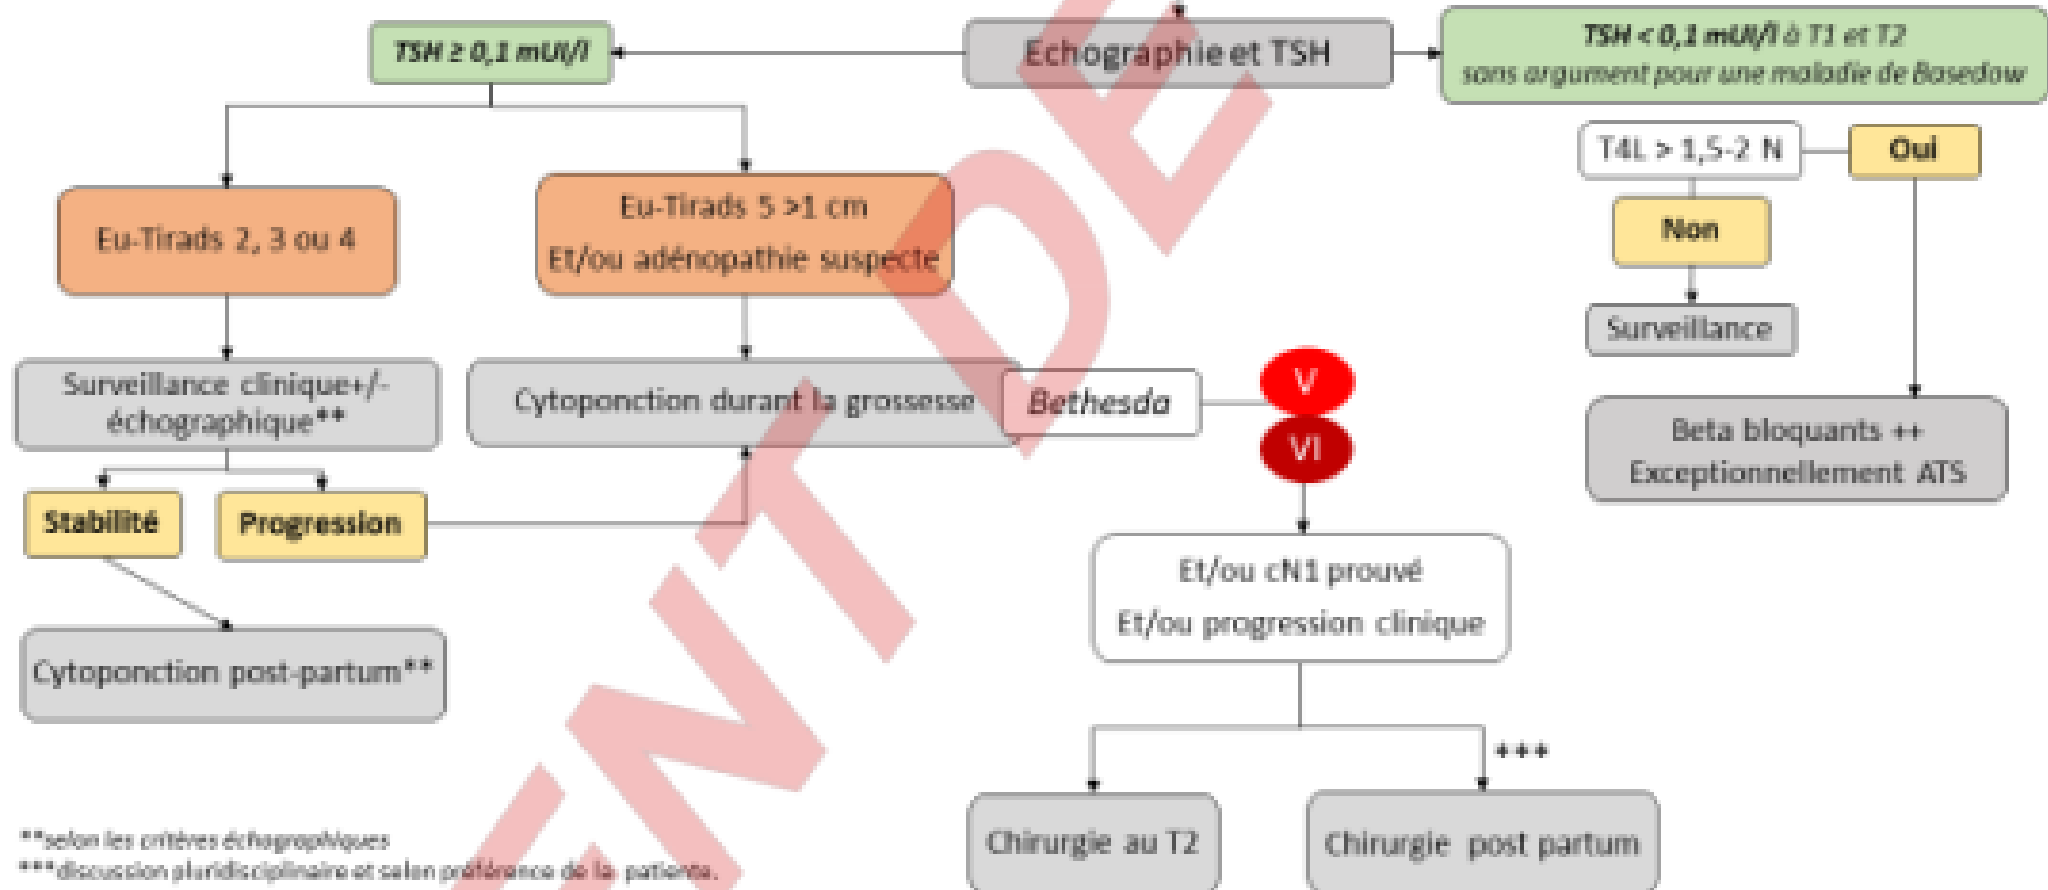 Echographie et TSH
TSH ≥ 0,1 mUI/l
TSH < 0,1 mUI/l à T1 et T2
sans argument pour une maladie de Basedow
T4L > 1,5-2 N
Oui
Non
Surveillance
Beta bloquants ++
Exceptionnellement ATS
Eu-Tirads 2, 3 ou 4
Eu-Tirads 5 >1 cm
Et/ou adénopathie suspecte
Surveillance clinique+/-
échographique**
Cytoponction durant la grossesse
Bethesda
V
VI
Stabilité
Progression
Cytoponction post-partum**
Et/ou cN1 prouvé
Et/ou progression clinique
+++
Chirurgie au T2
Chirurgie post partum
**selon les critères échographiques
***discussion pluridisciplinaire et selon préférence de la patiente.
ENT DE